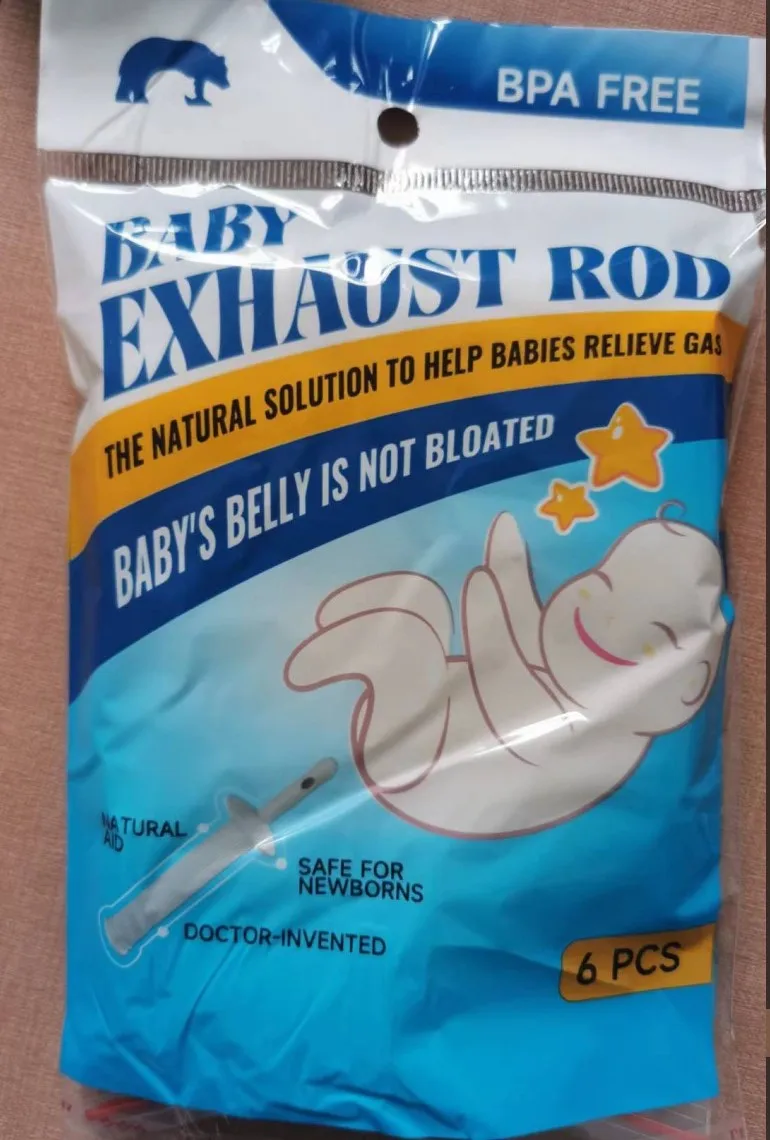 BPA FREE
BABY
EXHAUST ROD
THE NATURAL SOLUTION TO HELP BABIES RELIEVE GAS
BABY'S BELLY IS NOT BLOATED
NATURAL
AID
SAFE FOR
NEWBORNS
DOCTOR-INVENTED
6 PCS